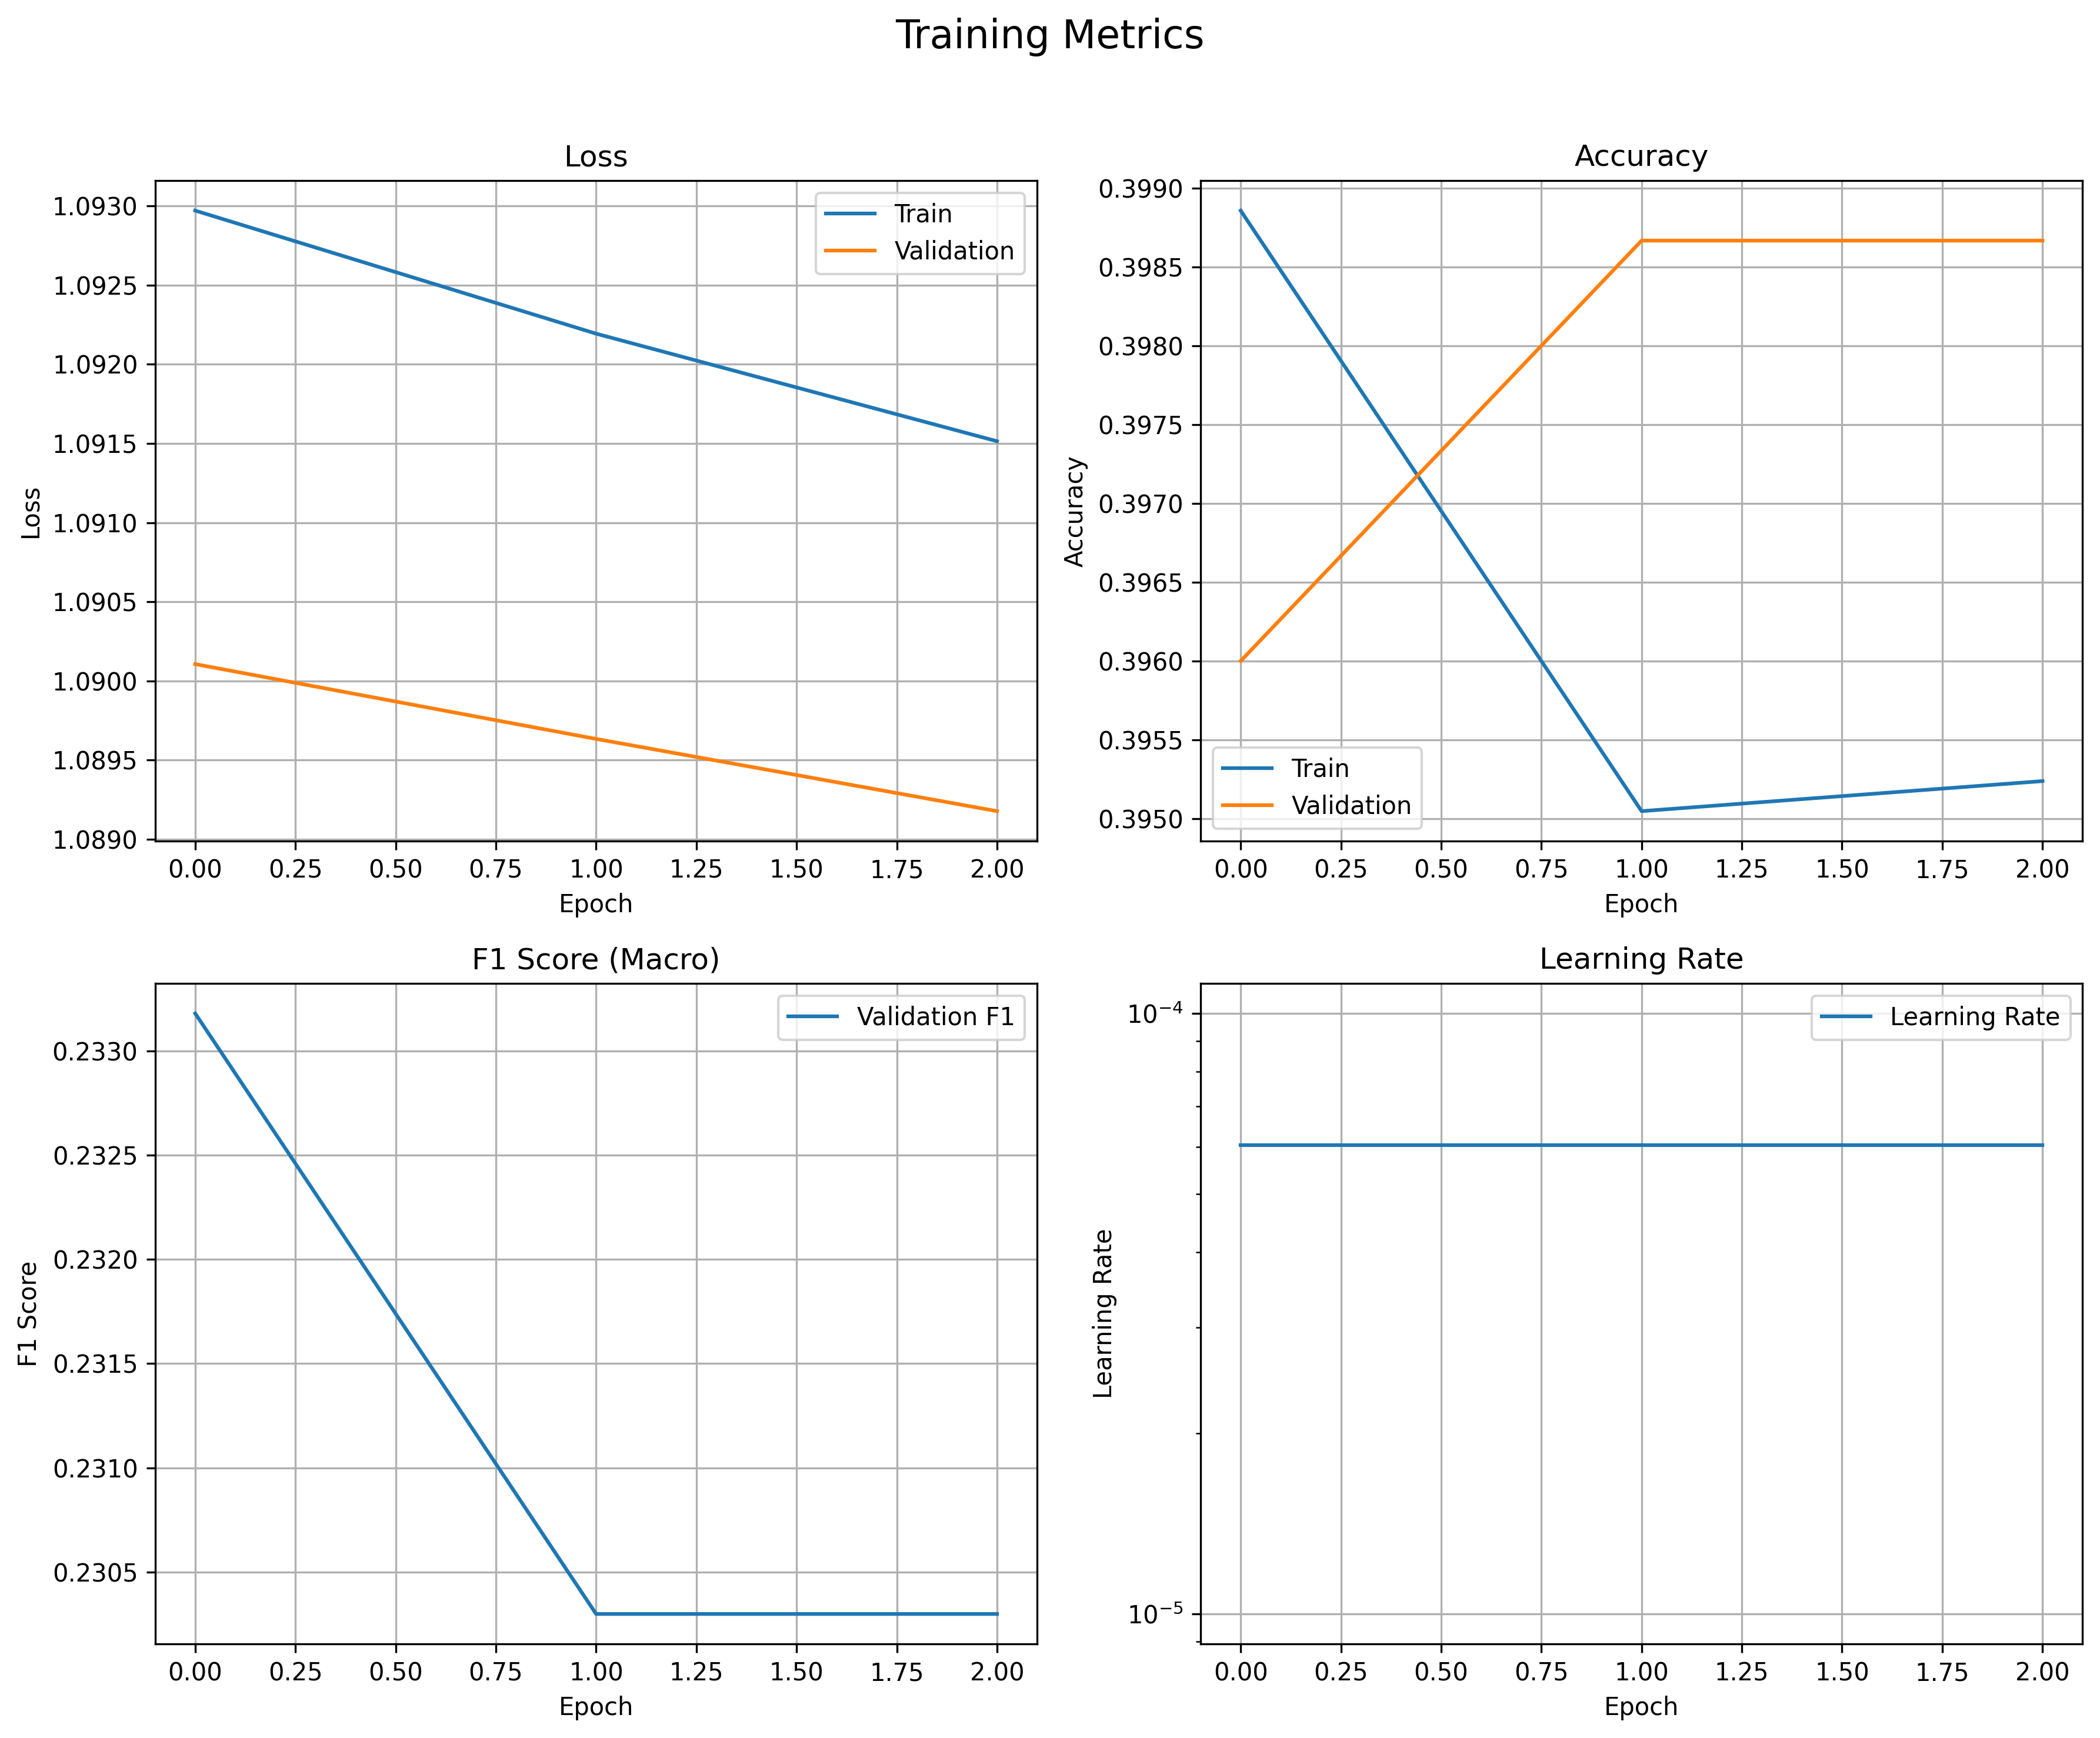 Training Metrics
Loss
1.0930
1.0925
1.0920
1.0915
1.0910
1.0905
1.0900
1.0895
1.0890
Loss
Train
Validation
0.00 0.25 0.50 0.75 1.00 1.25 1.50 1.75 2.00
Epoch
Accuracy
0.3990
0.3985
0.3980
0.3975
0.3970
0.3965
0.3960
0.3955
0.3950
Accuracy
Train
Validation
0.00 0.25 0.50 0.75 1.00 1.25 1.50 1.75 2.00
Epoch
F1 Score (Macro)
Validation F1
0.2330
0.2325
0.2320
0.2315
0.2310
0.2305
F1 Score
0.00 0.25 0.50 0.75 1.00 1.25 1.50 1.75 2.00
Epoch
Learning Rate
Learning Rate
10⁻⁴
10⁻⁵
Learning Rate
0.00 0.25 0.50 0.75 1.00 1.25 1.50 1.75 2.00
Epoch